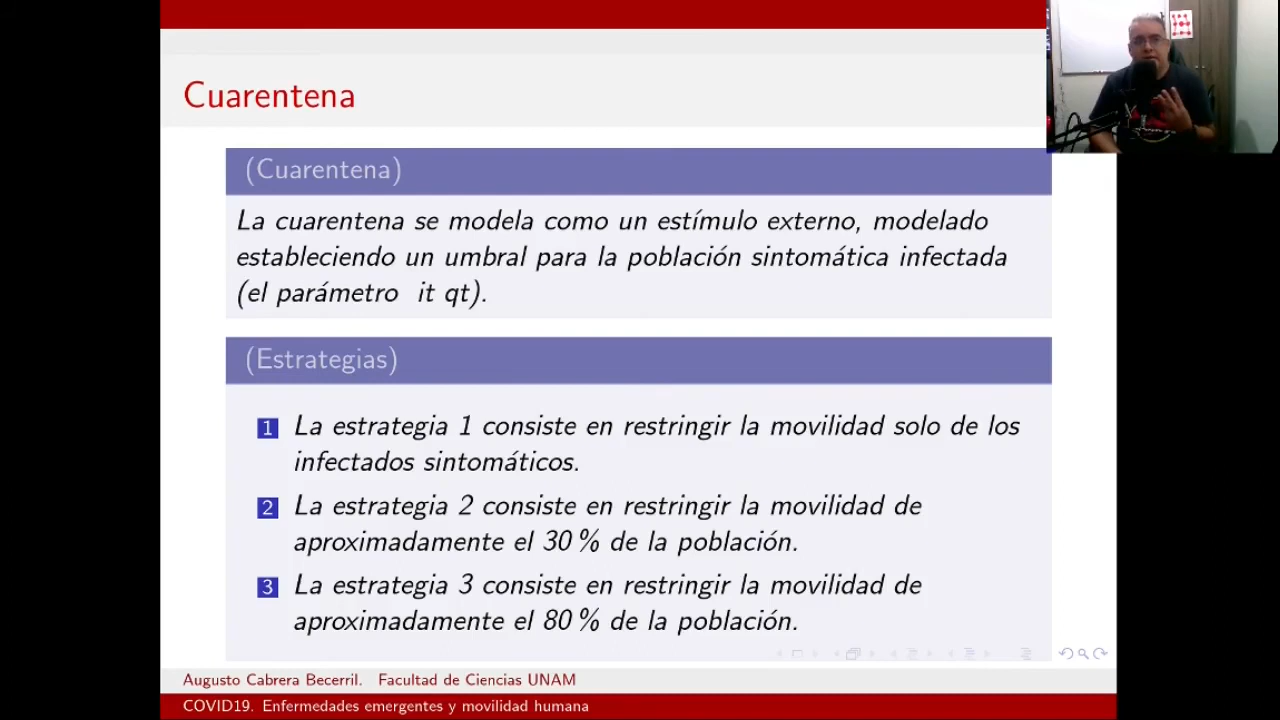 Cuarentena
(Cuarentena)
La cuarentena se modela como un estímulo externo, modelado
estableciendo un umbral para la población sintomática infectada
(el parámetro it qt).
(Estrategias)
1 La estrategia 1 consiste en restringir la movilidad solo de los
infectados sintomáticos.
2 La estrategia 2 consiste en restringir la movilidad de
aproximadamente el 30 % de la población.
3 La estrategia 3 consiste en restringir la movilidad de
aproximadamente el 80 % de la población.
Augusto Cabrera Becerril. Facultad de Ciencias UNAM
COVID19. Enfermedades emergentes y movilidad humana